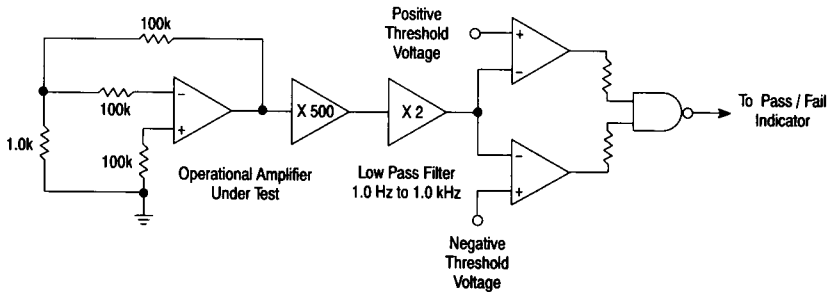 100k
100k
1.0k
100k
−
+
Operational Amplifier
Under Test
X 500
X 2
Low Pass Filter
1.0 Hz to 1.0 kHz
Positive
Threshold
Voltage
+
−
−
+
Negative
Threshold
Voltage
To Pass / Fail
Indicator